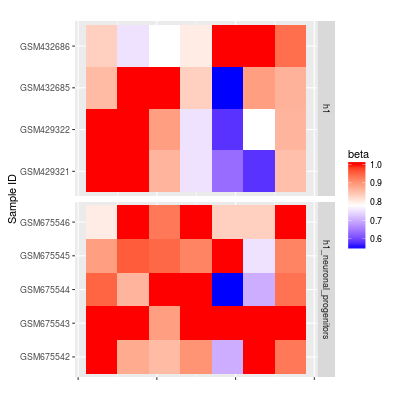 GSM432686
GSM432685
GSM429322
GSM429321
h1
GSM675546
GSM675545
GSM675544
GSM675543
GSM675542
h1_neuronal_progenitors
Sample ID
beta
1.0
0.9
0.8
0.7
0.6